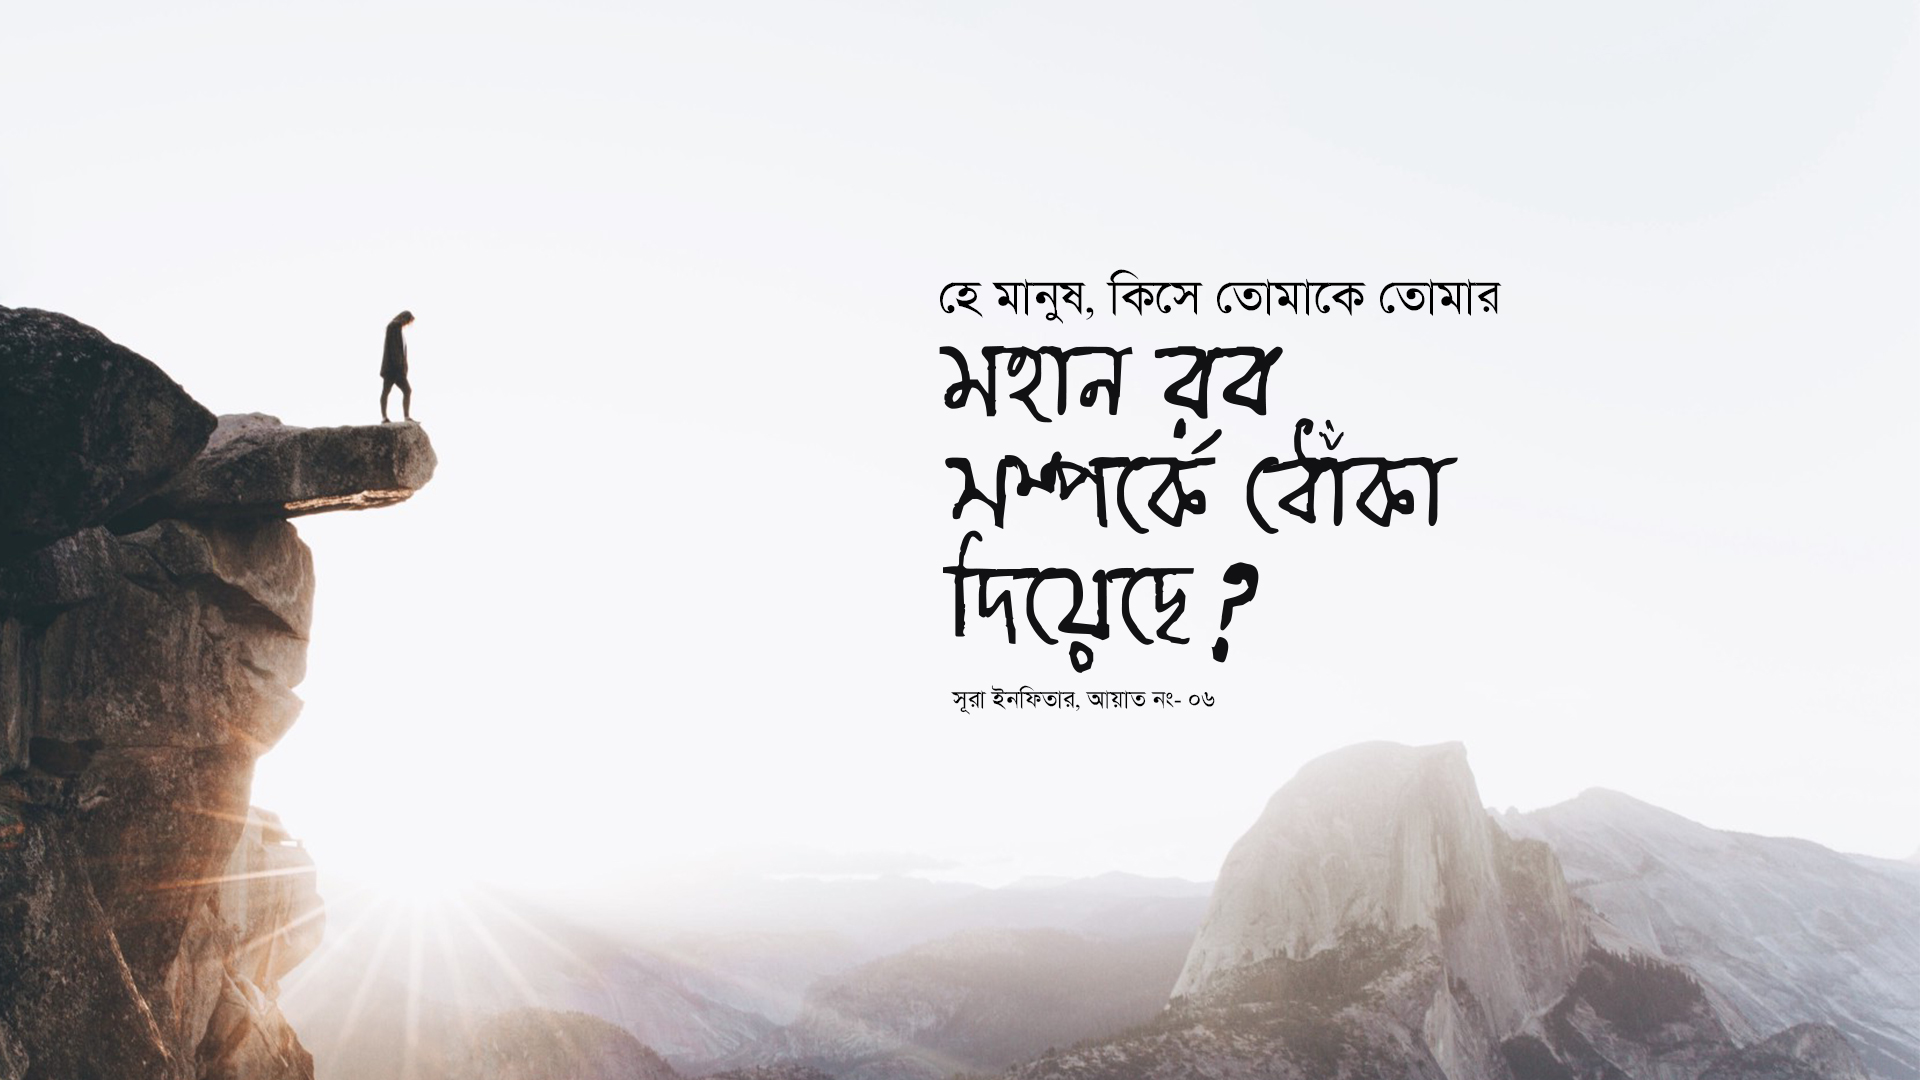 হে মানুষ, কিসে তোমাকে তোমার
মহান রব
সম্পর্কে ধোঁকা
দিয়েছে?
সূরা ইনফিতার, আয়াত নং- ০৬